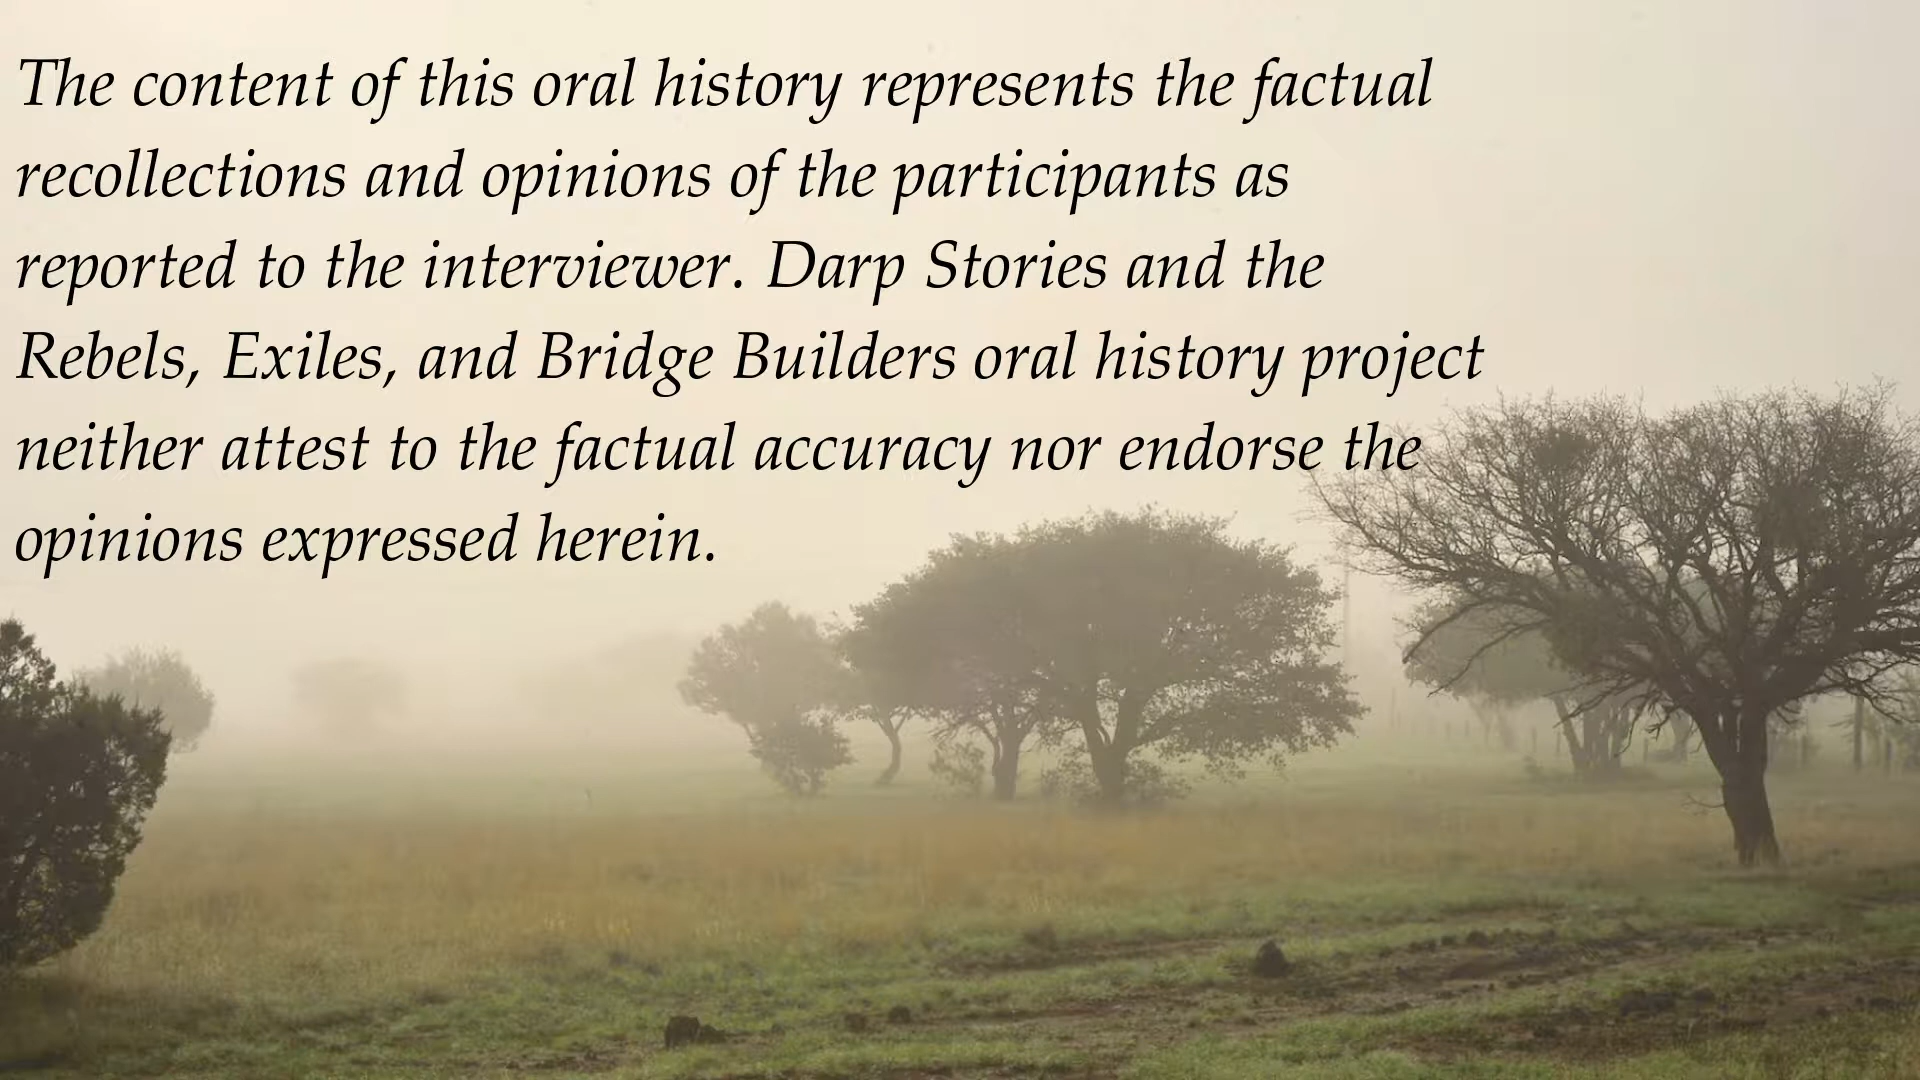 The content of this oral history represents the factual
recollections and opinions of the participants as
reported to the interviewer. Darp Stories and the
Rebels, Exiles, and Bridge Builders oral history project
neither attest to the factual accuracy nor endorse the
opinions expressed herein.